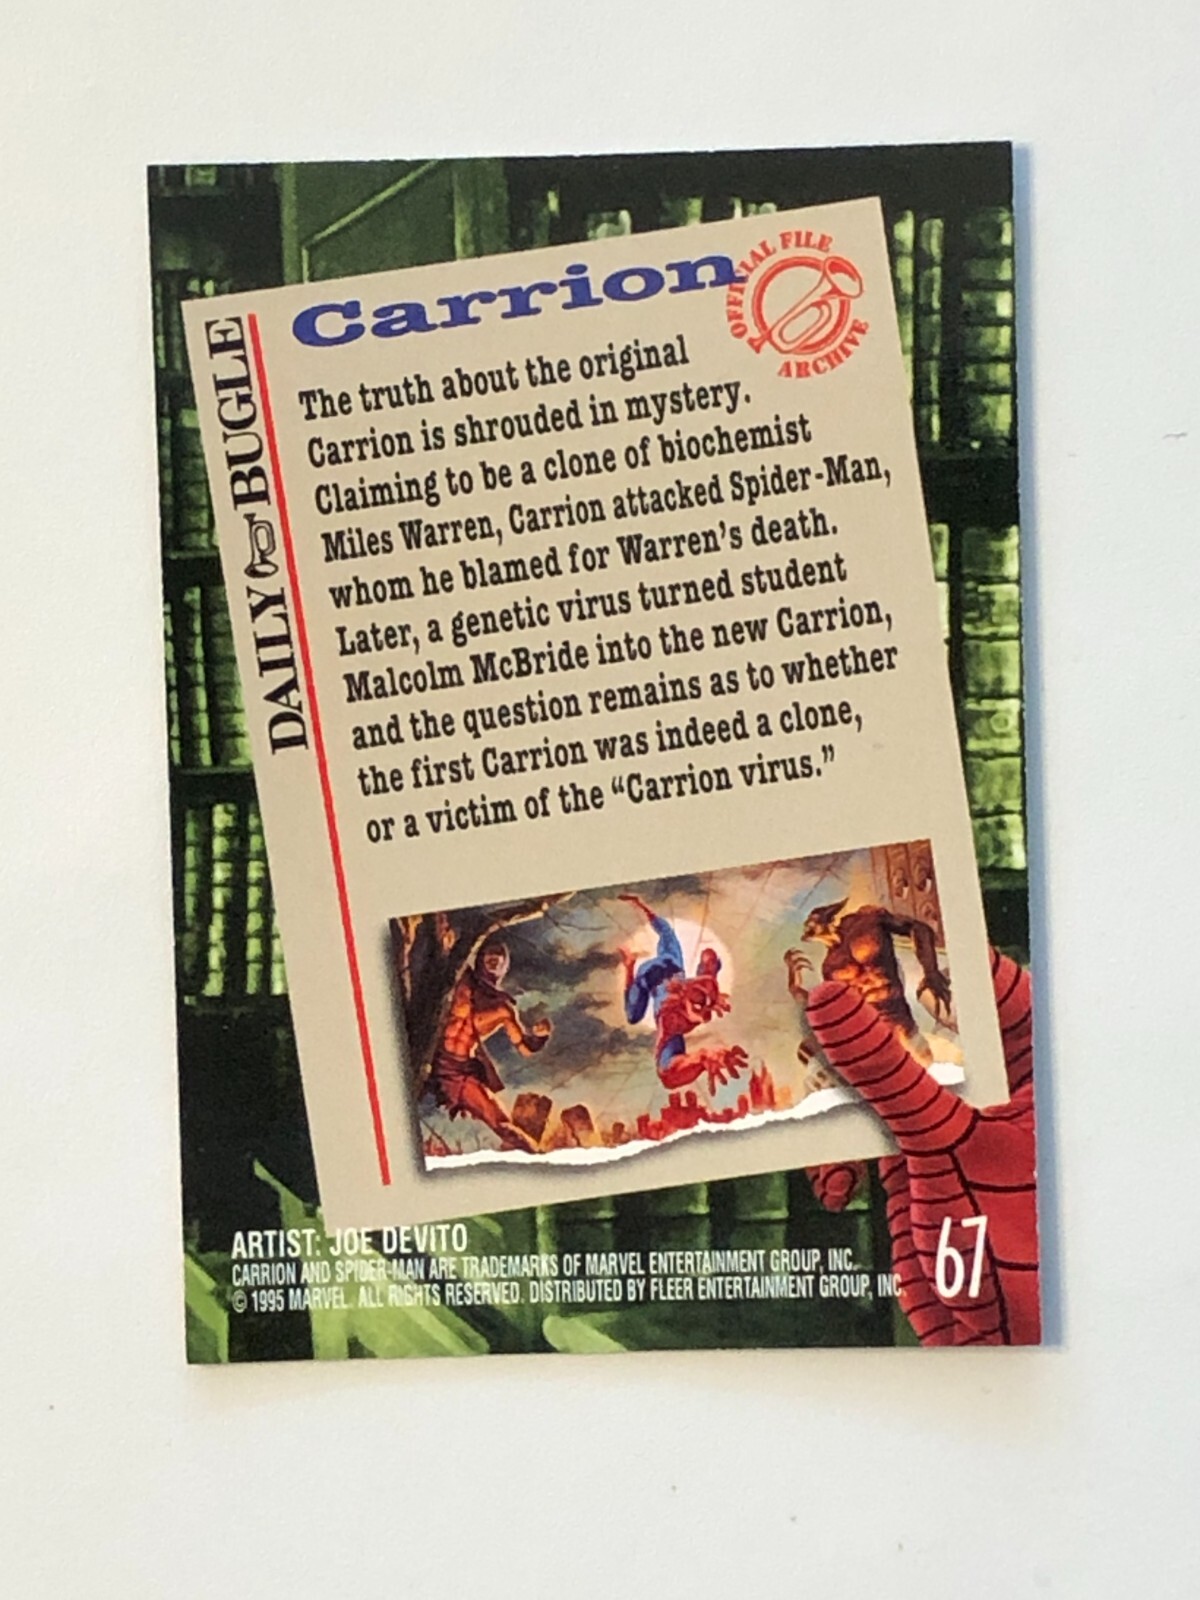 Carrion
OFFICIAL FILE
ARCHIVE
DAILY BUGLE
The truth about the original
Carrion is shrouded in mystery.
Claiming to be a clone of biochemist
Miles Warren, Carrion attacked Spider-Man,
whom he blamed for Warren's death.
Later, a genetic virus turned student
Malcolm McBride into the new Carrion,
and the question remains as to whether
the first Carrion was indeed a clone,
or a victim of the “Carrion virus.”
ARTIST: JOE DEVITO
CARRION AND SPIDER-MAN ARE TRADEMARKS OF MARVEL ENTERTAINMENT GROUP, INC.
© 1995 MARVEL. ALL RIGHTS RESERVED. DISTRIBUTED BY FLEER ENTERTAINMENT GROUP, INC.
67